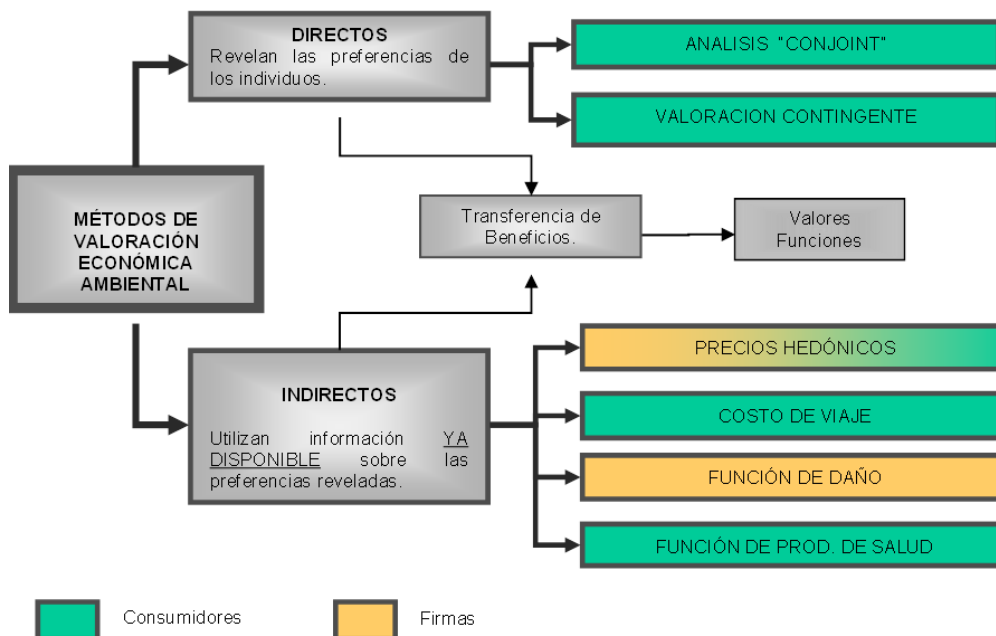 DIRECTOS
Revelan las preferencias de
los individuos.
ANALISIS "CONJOINT"
VALORACION CONTINGENTE
MÉTODOS DE
VALORACIÓN
ECONÓMICA
AMBIENTAL
Transferencia de
Beneficios.
Valores
Funciones
INDIRECTOS
Utilizan información YA
DISPONIBLE sobre las
preferencias reveladas.
PRECIOS HEDÓNICOS
COSTO DE VIAJE
FUNCIÓN DE DAÑO
FUNCIÓN DE PROD. DE SALUD
Consumidores
Firmas